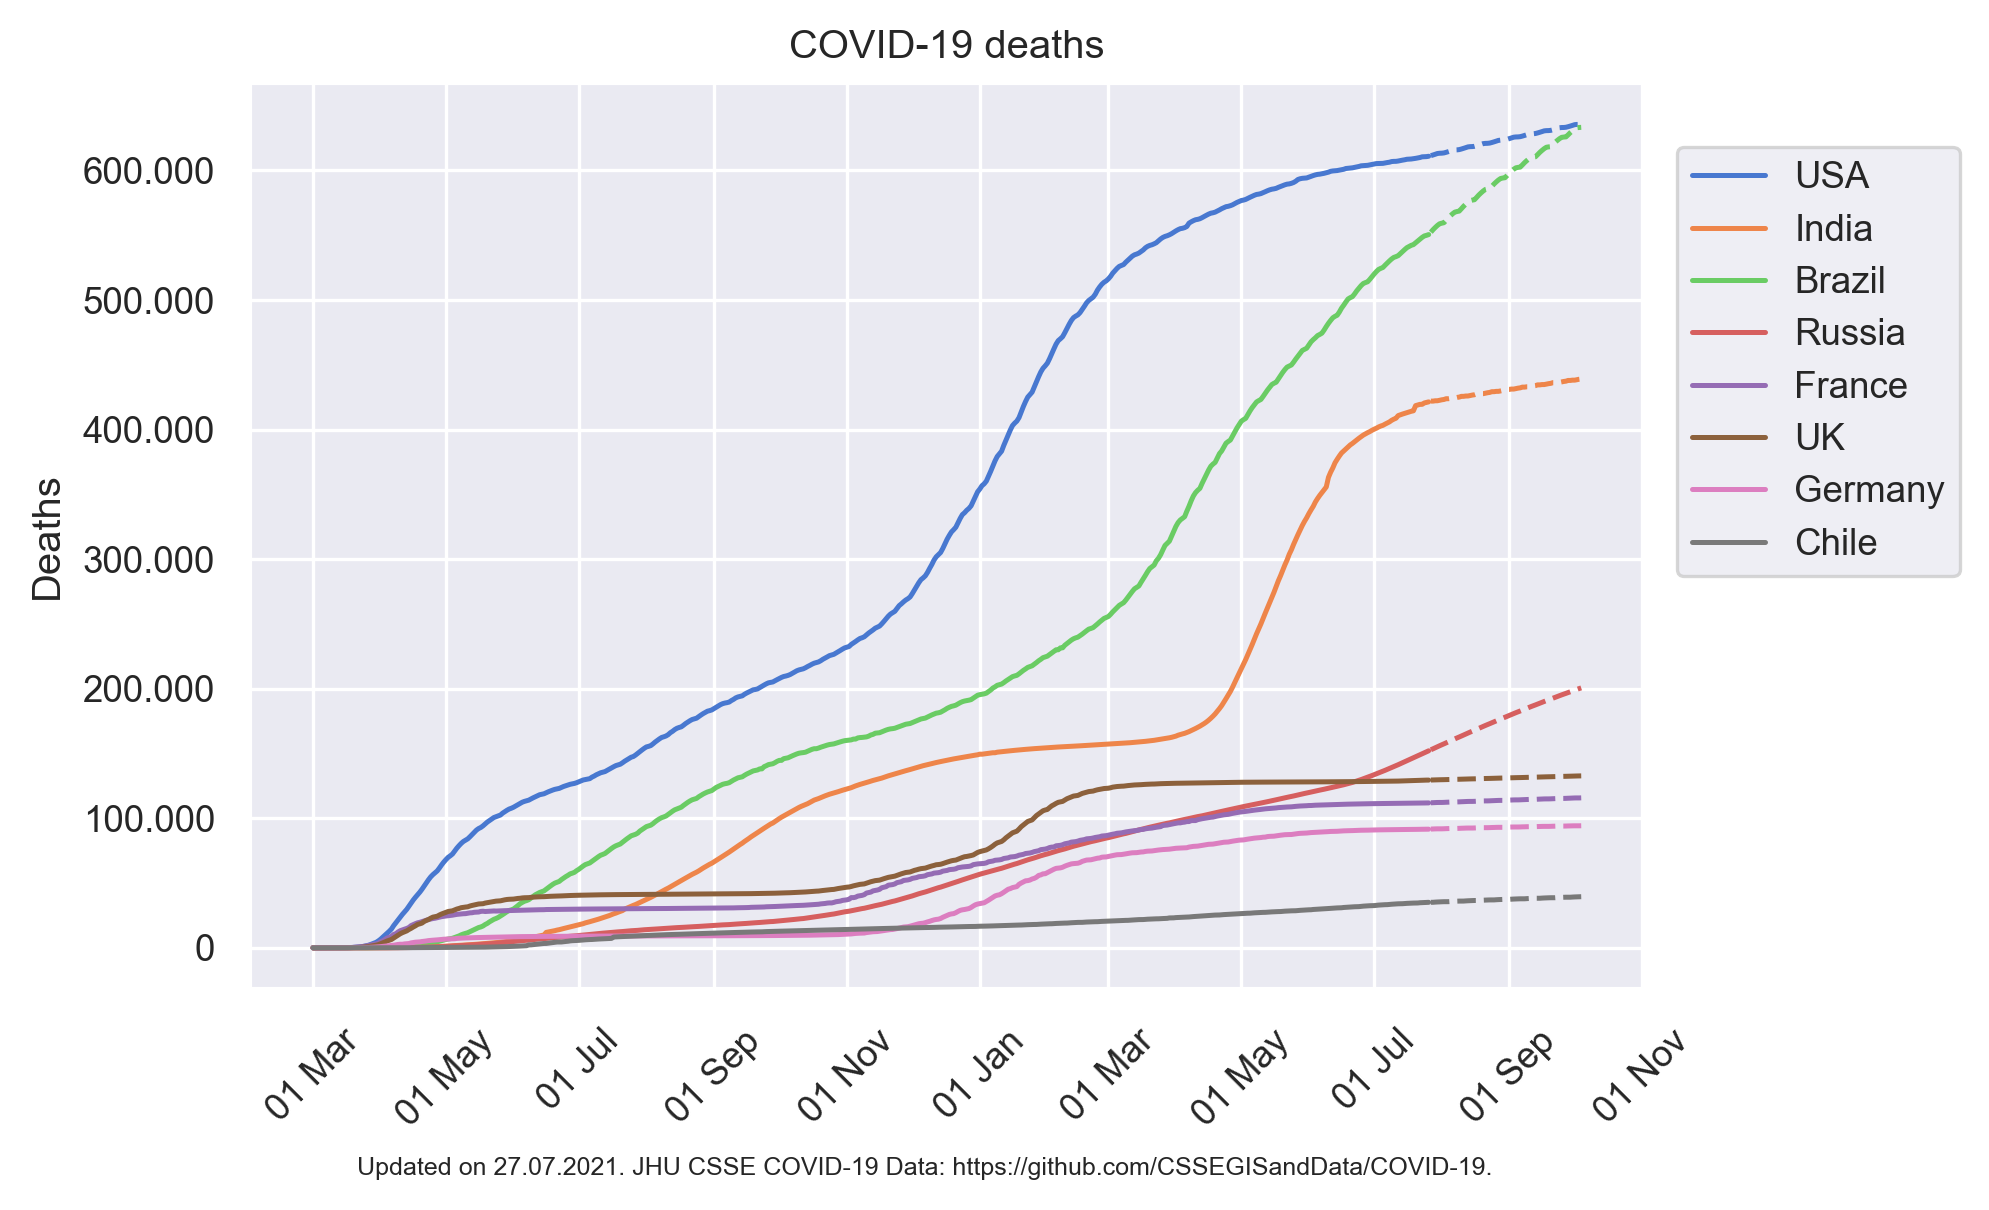 COVID-19 deaths
600.000
500.000
400.000
300.000
200.000
100.000
0
Deaths
01 Mar
01 May
01 Jul
01 Sep
01 Nov
01 Jan
01 Mar
01 May
01 Jul
01 Sep
01 Nov
USA
India
Brazil
Russia
France
UK
Germany
Chile
Updated on 27.07.2021. JHU CSSE COVID-19 Data: https://github.com/CSSEGISandData/COVID-19.